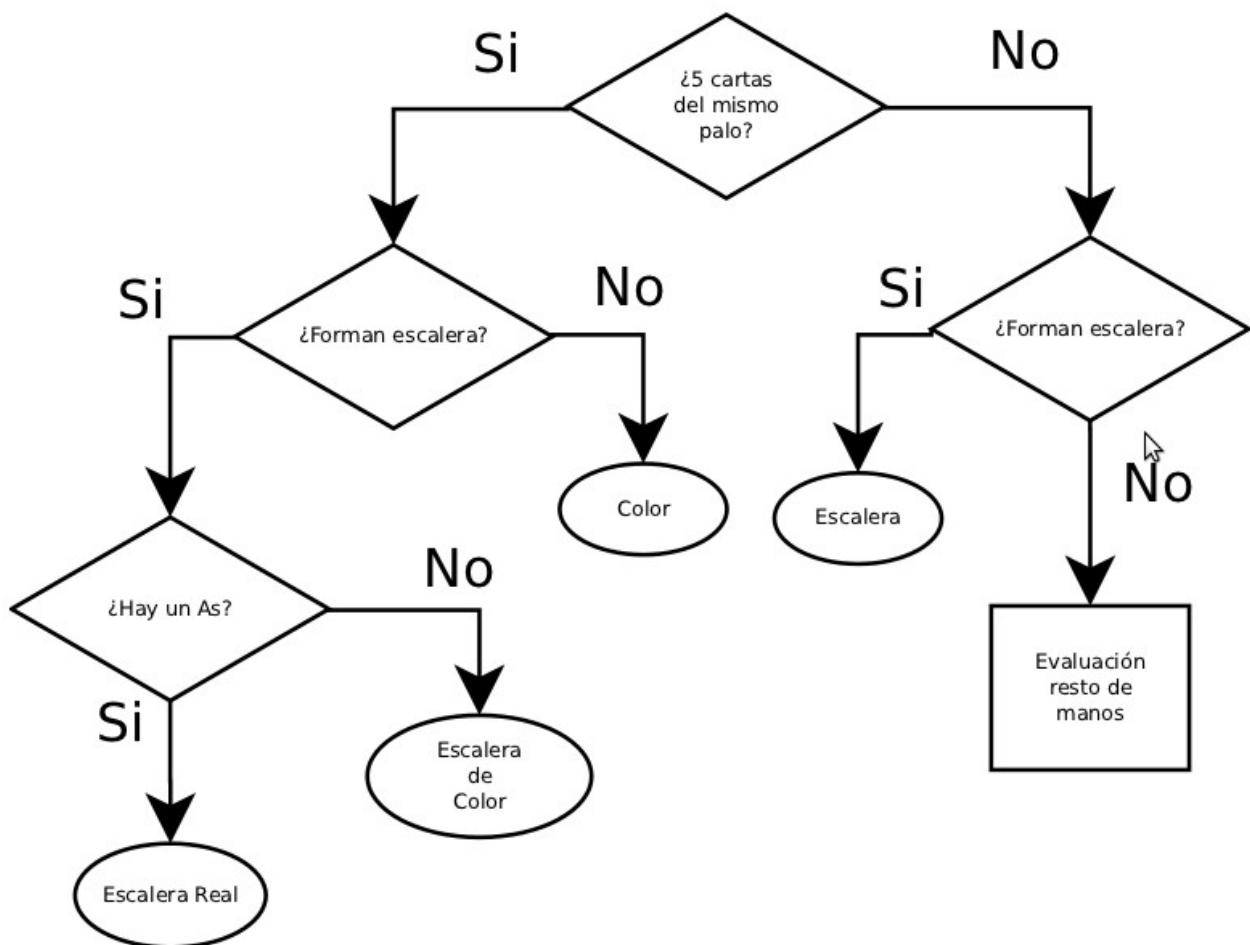 Si
No
¿5 cartas
del mismo
palo?
Si
No
Si
¿Forman escalera?
¿Forman escalera?
No
Color
Escalera
No
¿Hay un As?
Si
Evaluación
resto de
manos
Escalera
de
Color
Escalera Real